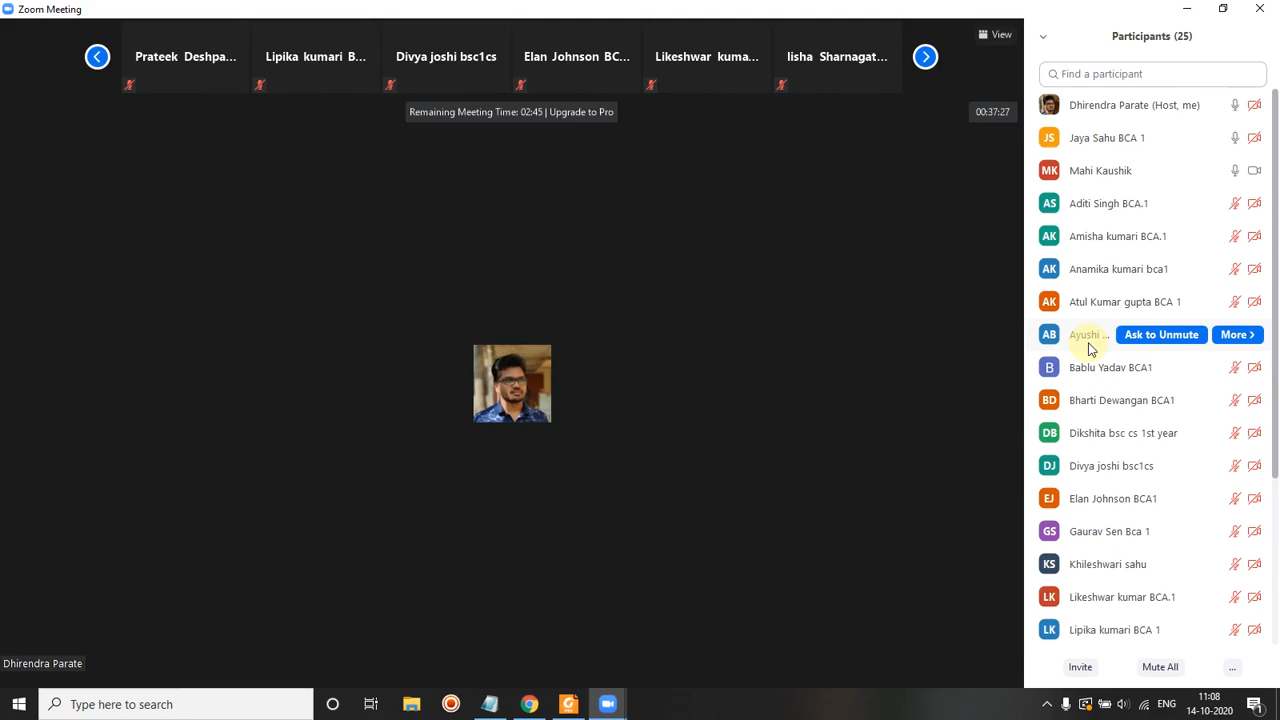 Zoom Meeting
Prateek Deshpa...
Lipika kumari B...
Divya joshi bsc1cs
Elan Johnson BC...
Likeshwar kuma...
lisha Sharnagat...
View
Remaining Meeting Time: 02:45 | Upgrade to Pro
00:37:27
Dhirendra Parate
Participants (25)
Find a participant
Dhirendra Parate (Host, me)
JS Jaya Sahu BCA 1
MK Mahi Kaushik
AS Aditi Singh BCA.1
AK Amisha kumari BCA.1
AK Anamika kumari bca1
AK Atul Kumar gupta BCA 1
AB Ayushi ... Ask to Unmute More >
B Bablu Yadav BCA1
BD Bharti Dewangan BCA1
DB Dikshita bsc cs 1st year
DJ Divya joshi bsc1cs
EJ Elan Johnson BCA1
GS Gaurav Sen Bca 1
KS Khileshwari sahu
LK Likeshwar kumar BCA.1
LK Lipika kumari BCA 1
Invite Mute All ...
Type here to search
ENG
11:08
14-10-2020
1